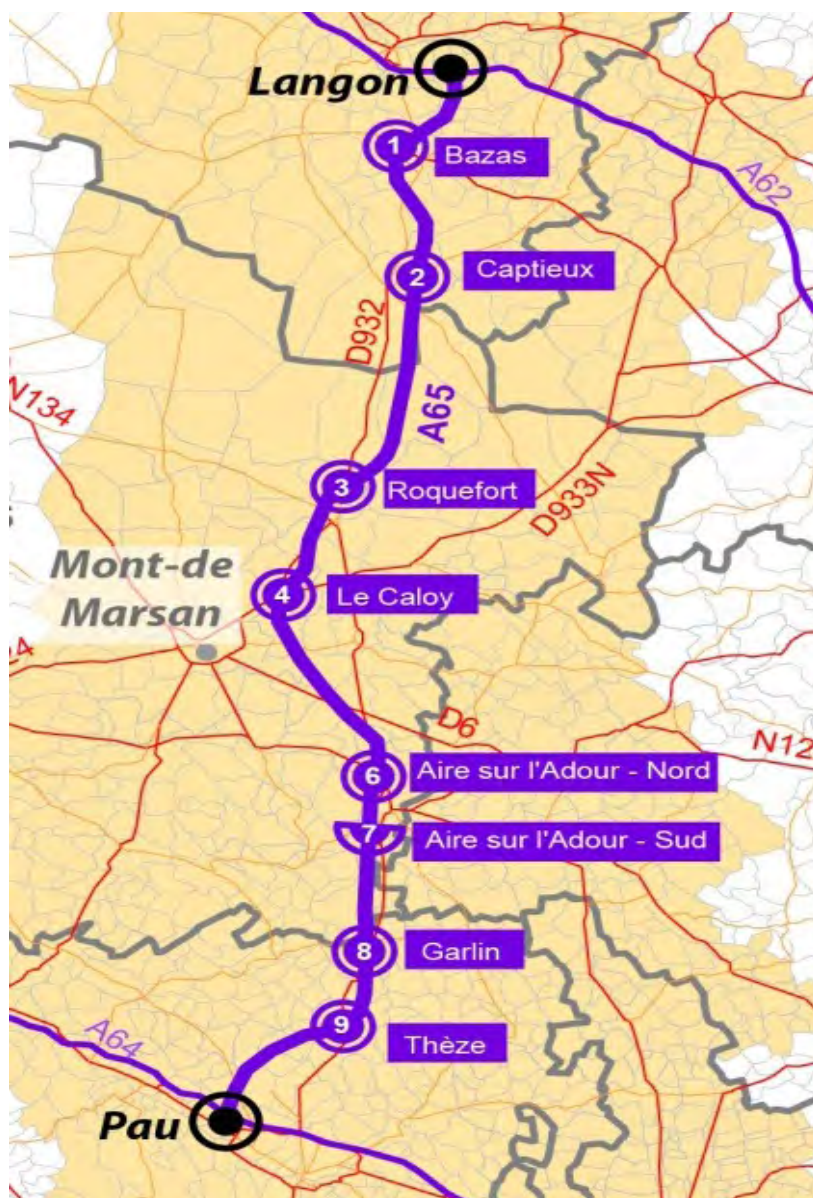 Langon
1
Bazas
A62
2
Captieux
D932
A65
N134
3
Roquefort
D933N
Mont-de
Marsan
4
Le Caloy
D6
N12
6
Aire sur l'Adour - Nord
7
Aire sur l'Adour - Sud
8
Garlin
9
Thèze
A64
Pau